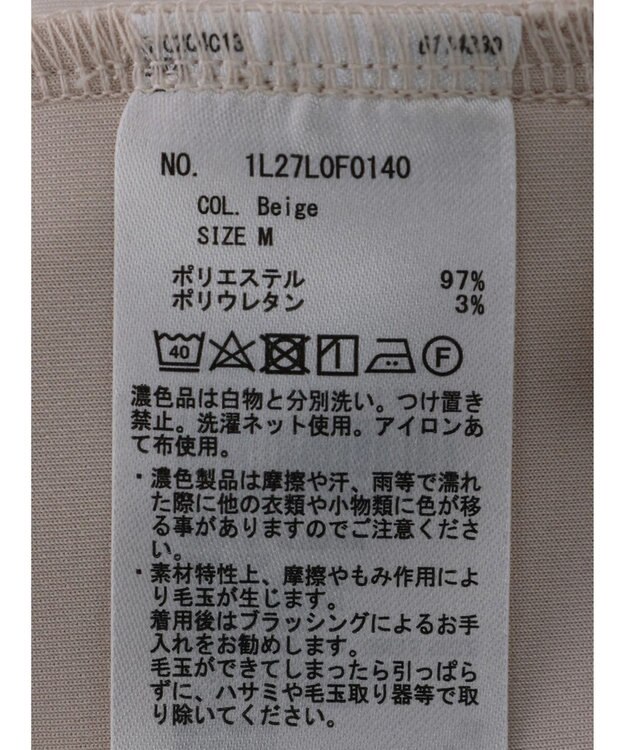 NO. 1L27L0F0140
COL. Beige
SIZE M
ポリエステル 97%
ポリウレタン 3%
40 F
濃色品は白物と分別洗い。つけ置き
禁止。洗濯ネット使用。アイロンあ
て布使用。
・濃色製品は摩擦や汗、雨等で濡れ
た際に他の衣類や小物類に色が移
る事がありますのでご注意くださ
い。
・素材特性上、摩擦やもみ作用によ
り毛玉が生じます。
着用後はブラッシングによるお手
入れをお勧めします。
毛玉ができてしまったら引っぱら
ずに、ハサミや毛玉取り器等で取
り除いてください。